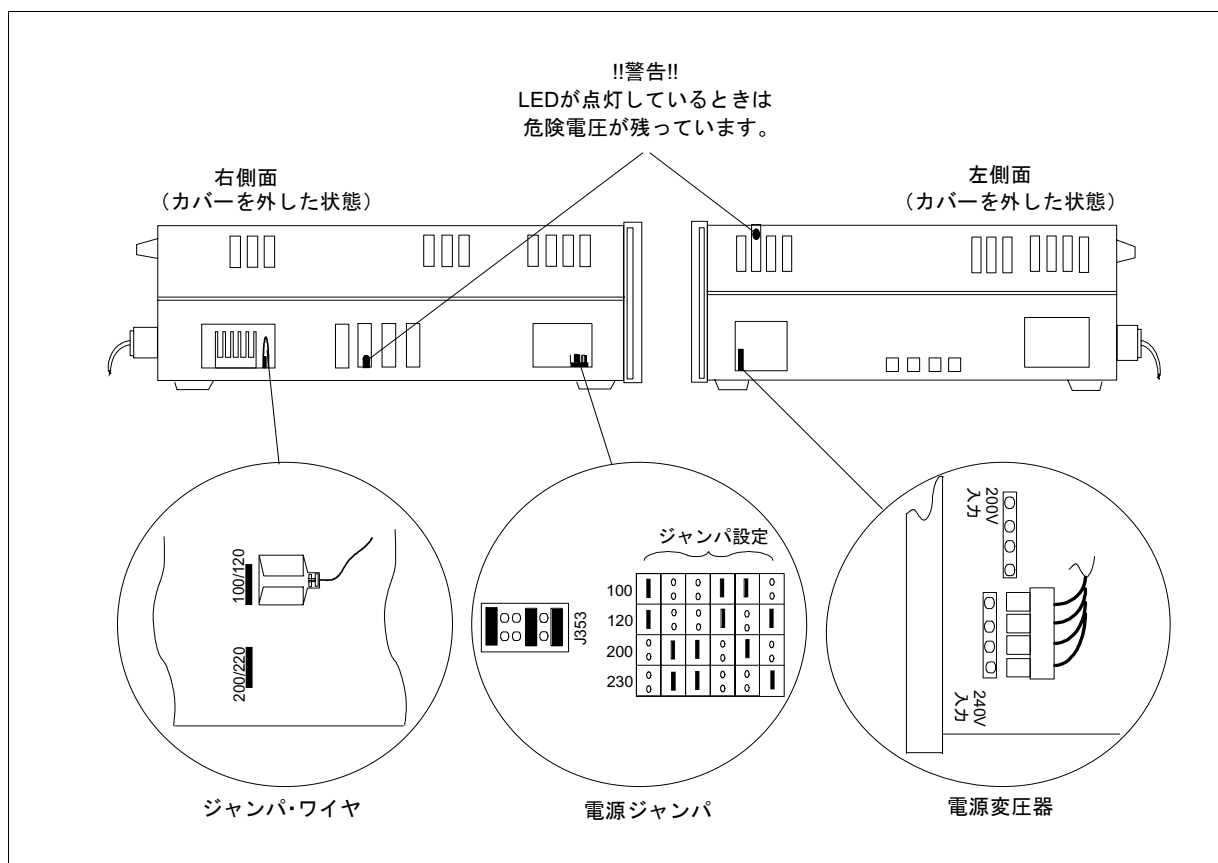 !!警告!!
LEDが点灯しているときは
危険電圧が残っています。
右側面
（カバーを外した状態）
左側面
（カバーを外した状態）
100/120
200/220
ジャンパ・ワイヤ
J353
ジャンパ設定
100
120
200
230
電源ジャンパ
200V
入力
240V
入力
電源変圧器